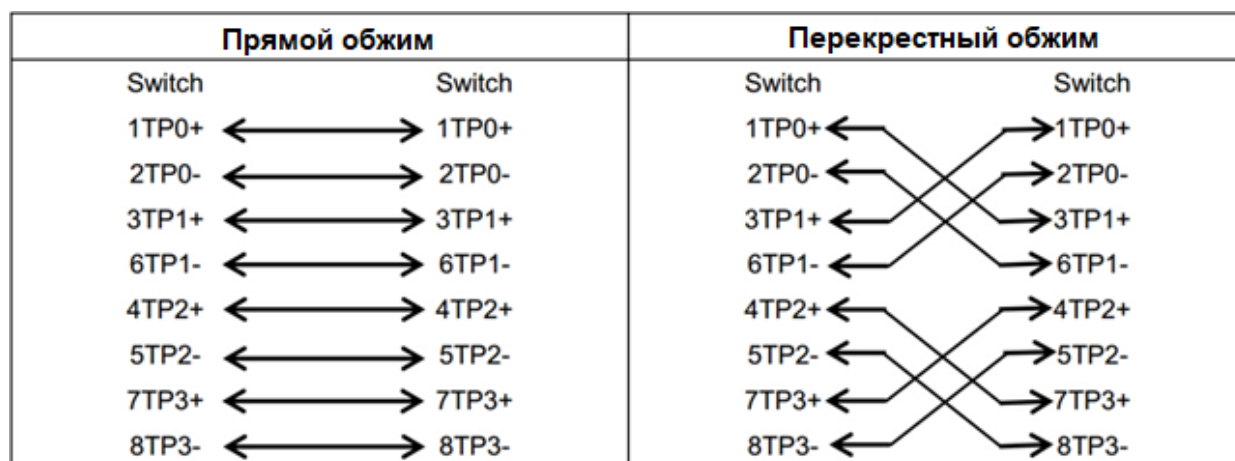 Прямой обжим Перекрестный обжим
Switch Switch Switch Switch
1TP0+ 1TP0+ 1TP0+ 1TP0+
2TP0- 2TP0- 2TP0- 2TP0-
3TP1+ 3TP1+ 3TP1+ 3TP1+
6TP1- 6TP1- 6TP1- 6TP1-
4TP2+ 4TP2+ 4TP2+ 4TP2+
5TP2- 5TP2- 5TP2- 5TP2-
7TP3+ 7TP3+ 7TP3+ 7TP3+
8TP3- 8TP3- 8TP3- 8TP3-